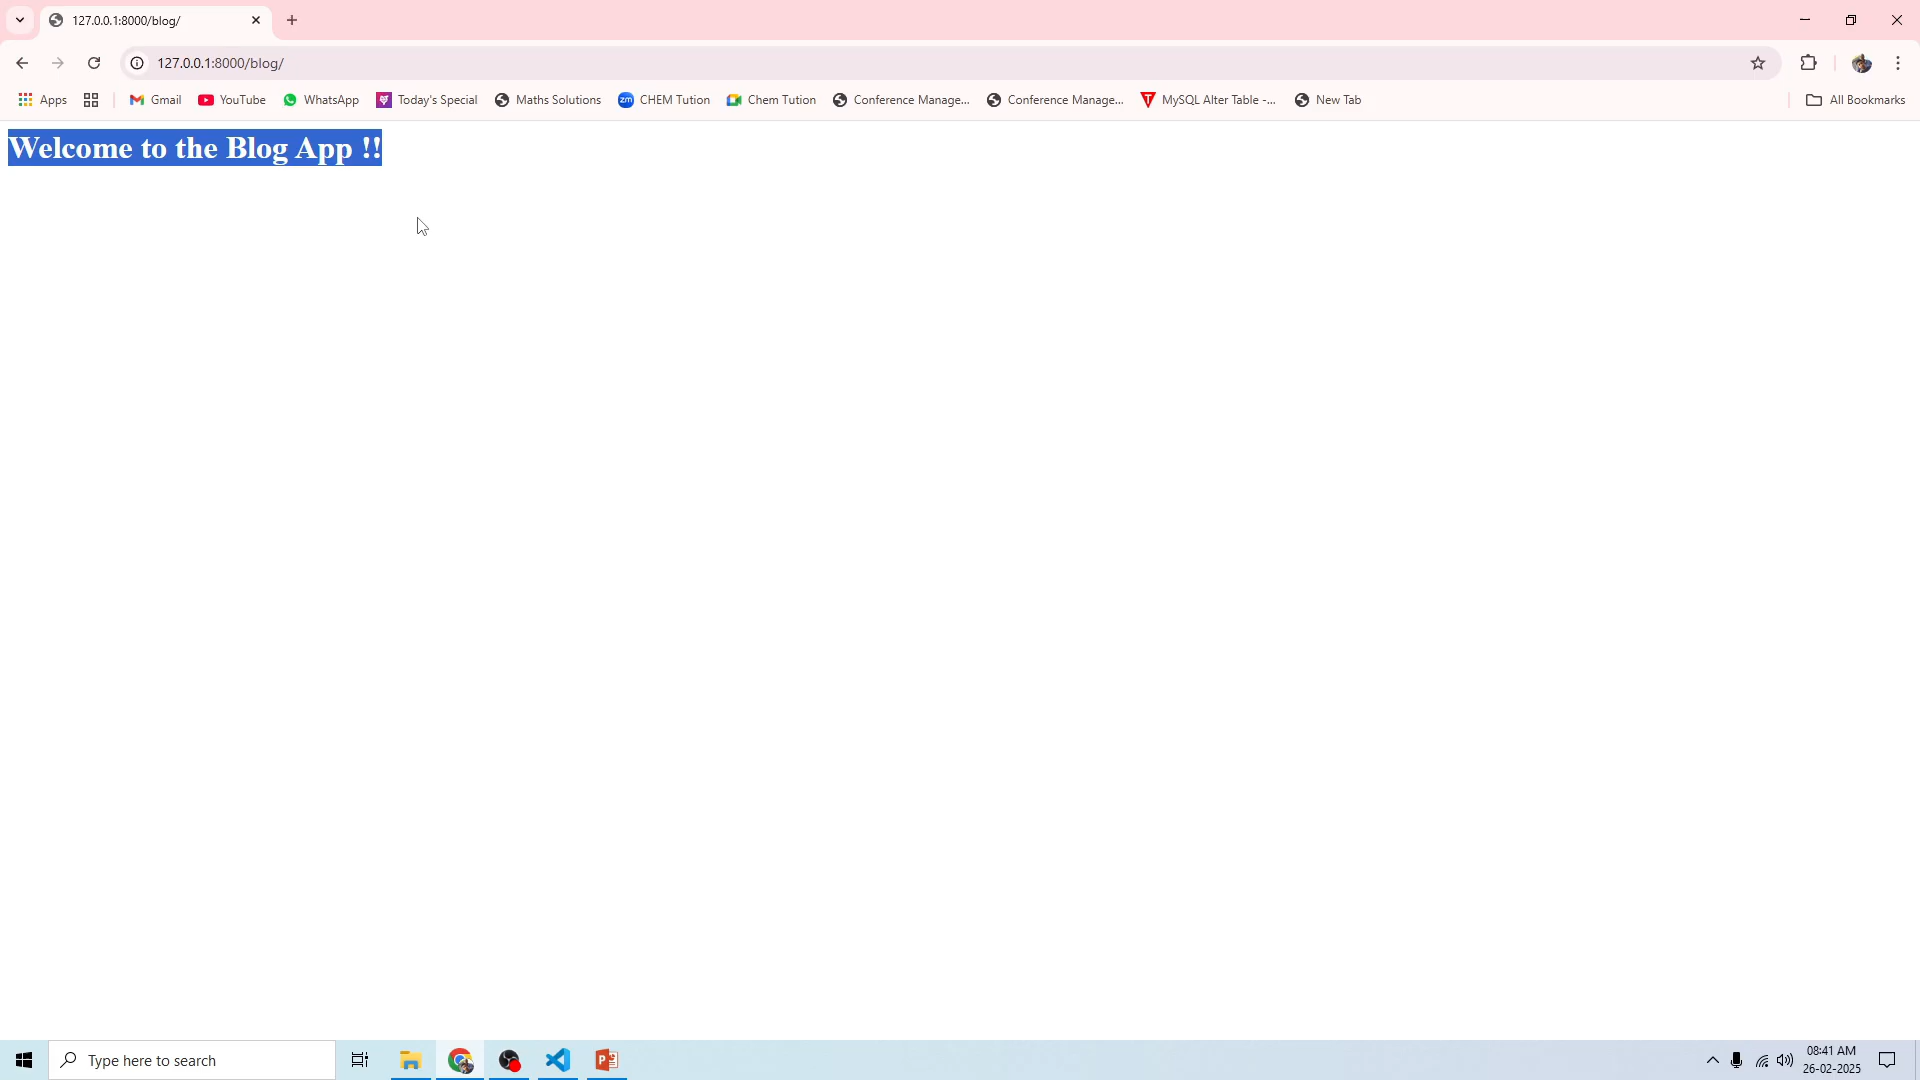 127.0.0.1:8000/blog/
127.0.0.1:8000/blog/
Apps Gmail YouTube WhatsApp Today's Special Maths Solutions CHEM Tution Chem Tution Conference Manage... Conference Manage... MySQL Alter Table -... New Tab All Bookmarks
Welcome to the Blog App !!
Type here to search
08:41 AM
26-02-2025